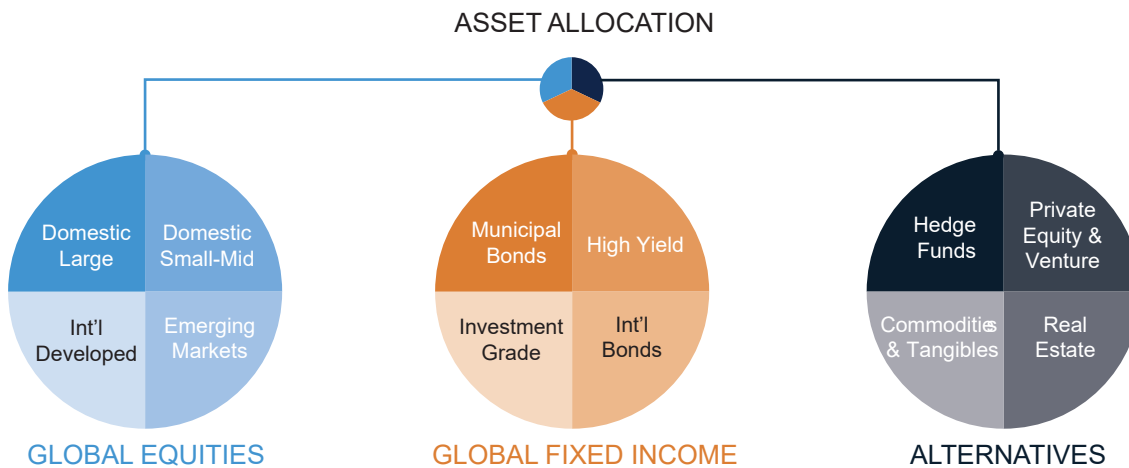 ASSET ALLOCATION
Domestic
Large
Domestic
Small-Mid
Int'l
Developed
Emerging
Markets
GLOBAL EQUITIES
Municipal
Bonds
High Yield
Investment
Grade
Int'l
Bonds
GLOBAL FIXED INCOME
Hedge
Funds
Private
Equity &
Venture
Commodities
& Tangibles
Real
Estate
ALTERNATIVES